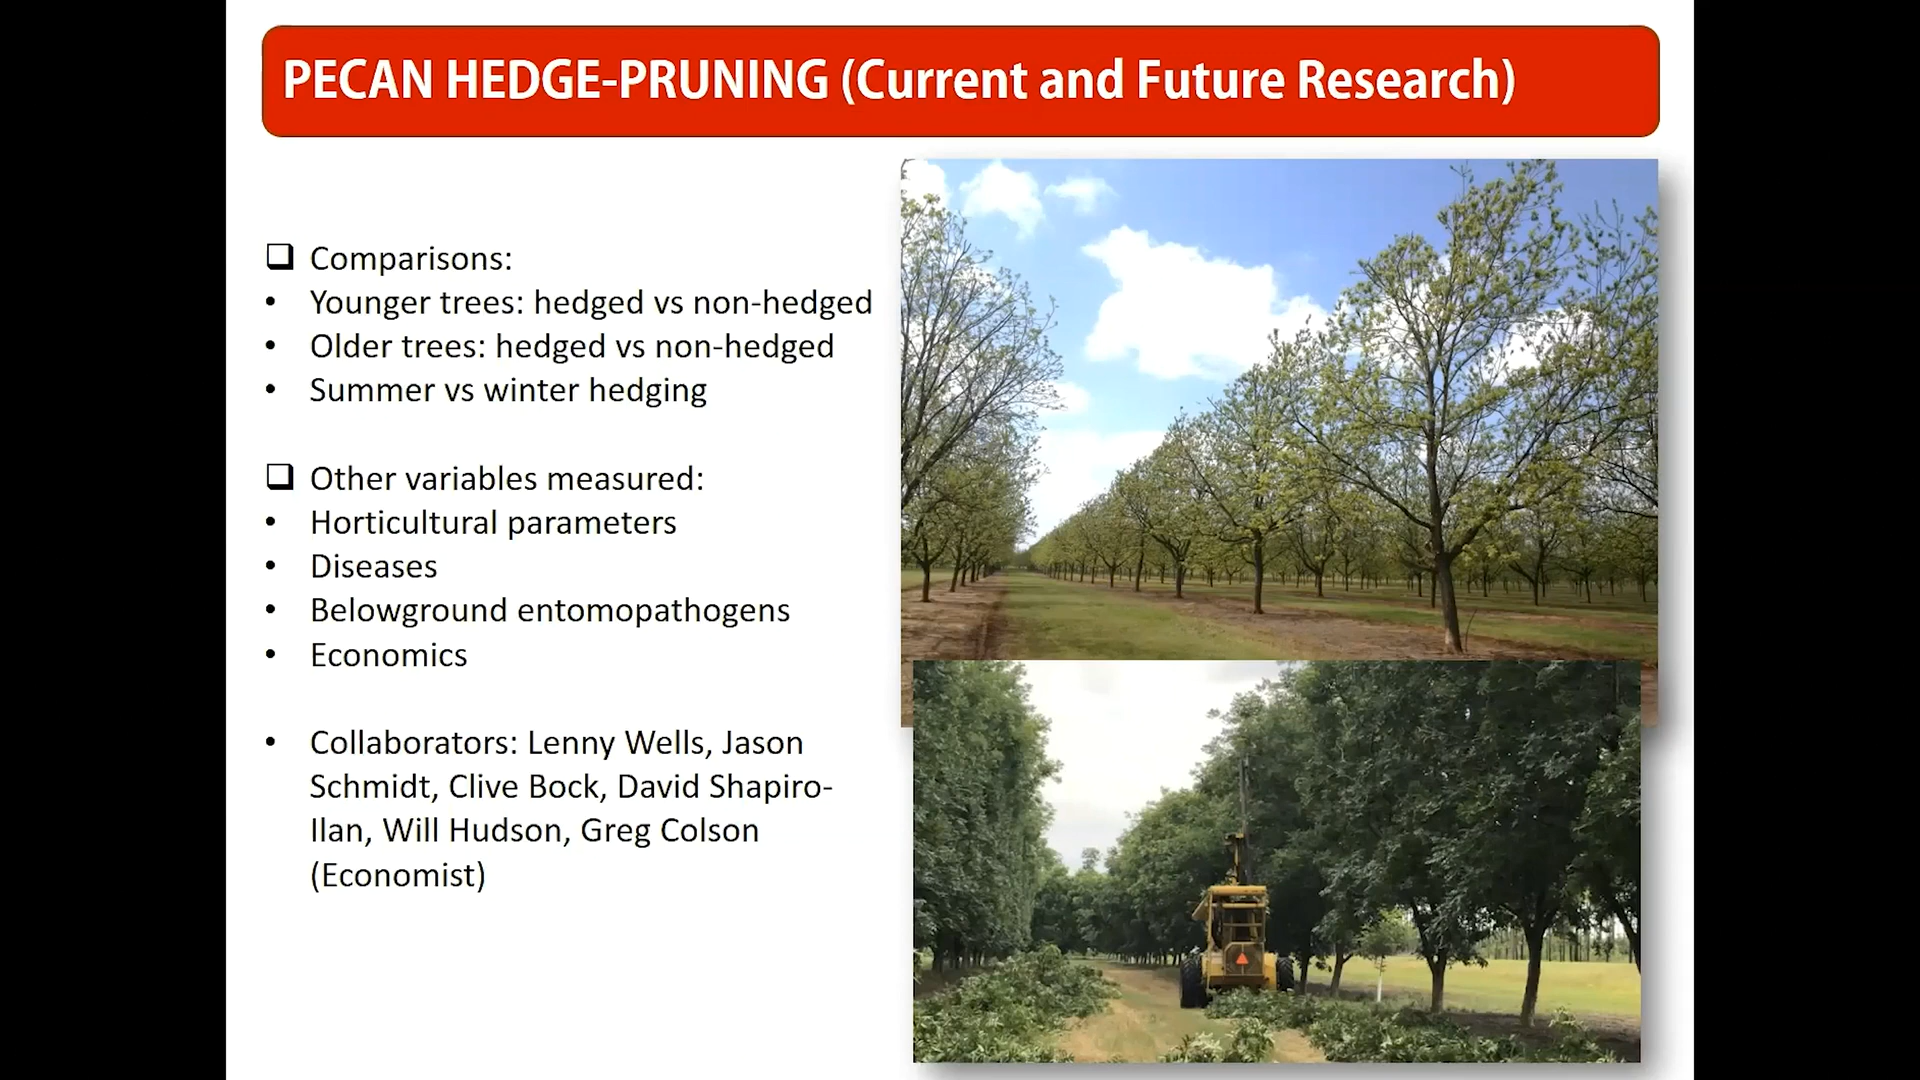 PECAN HEDGE-PRUNING (Current and Future Research)
❑ Comparisons:
• Younger trees: hedged vs non-hedged
• Older trees: hedged vs non-hedged
• Summer vs winter hedging
❑ Other variables measured:
• Horticultural parameters
• Diseases
• Belowground entomopathogens
• Economics
• Collaborators: Lenny Wells, Jason
Schmidt, Clive Bock, David Shapiro-
Ilan, Will Hudson, Greg Colson
(Economist)